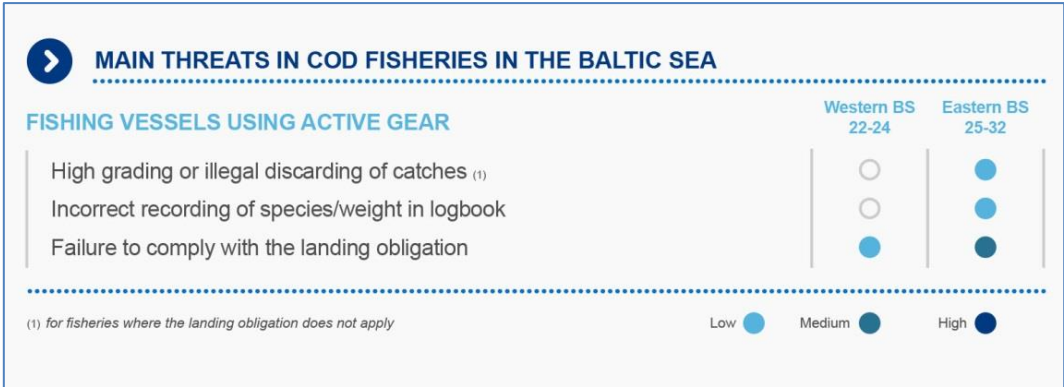 MAIN THREATS IN COD FISHERIES IN THE BALTIC SEA
FISHING VESSELS USING ACTIVE GEAR
Western BS
22-24
Eastern BS
25-32
High grading or illegal discarding of catches (1)
Incorrect recording of species/weight in logbook
Failure to comply with the landing obligation
(1) for fisheries where the landing obligation does not apply
Low
Medium
High